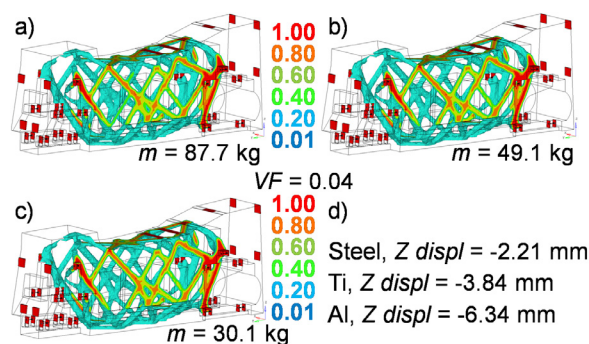 a)
1.00
0.80
0.60
0.40
0.20
0.01
b)
m = 87.7 kg
m = 49.1 kg
VF = 0.04
c)
1.00
0.80
0.60
0.40
0.20
0.01
d)
Steel, Z displ = -2.21 mm
Ti, Z displ = -3.84 mm
Al, Z displ = -6.34 mm
m = 30.1 kg